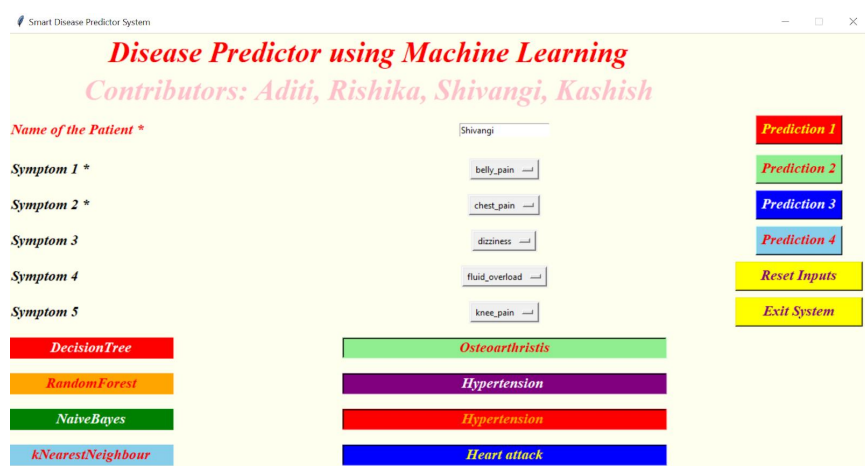 Smart Disease Predictor System
Disease Predictor using Machine Learning
Contributors: Aditi, Rishika, Shivangi, Kashish
Name of the Patient * Shivangi Prediction 1
Symptom 1 * belly_pain Prediction 2
Symptom 2 * chest_pain Prediction 3
Symptom 3 dizziness Prediction 4
Symptom 4 fluid_overload Reset Inputs
Symptom 5 knee_pain Exit System
DecisionTree Osteoarthristis
RandomForest Hypertension
NaiveBayes Hypertension
kNearestNeighbour Heart attack